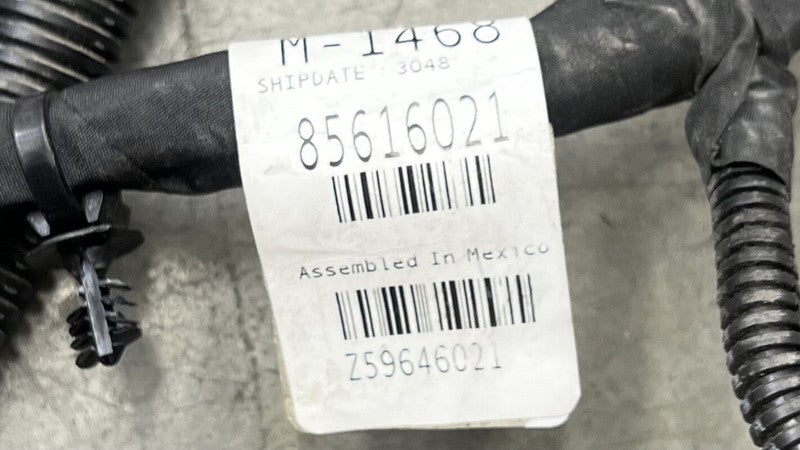 M-1468
SHIPDATE : 3048
85616021
Assembled In Mexico
Z59646021